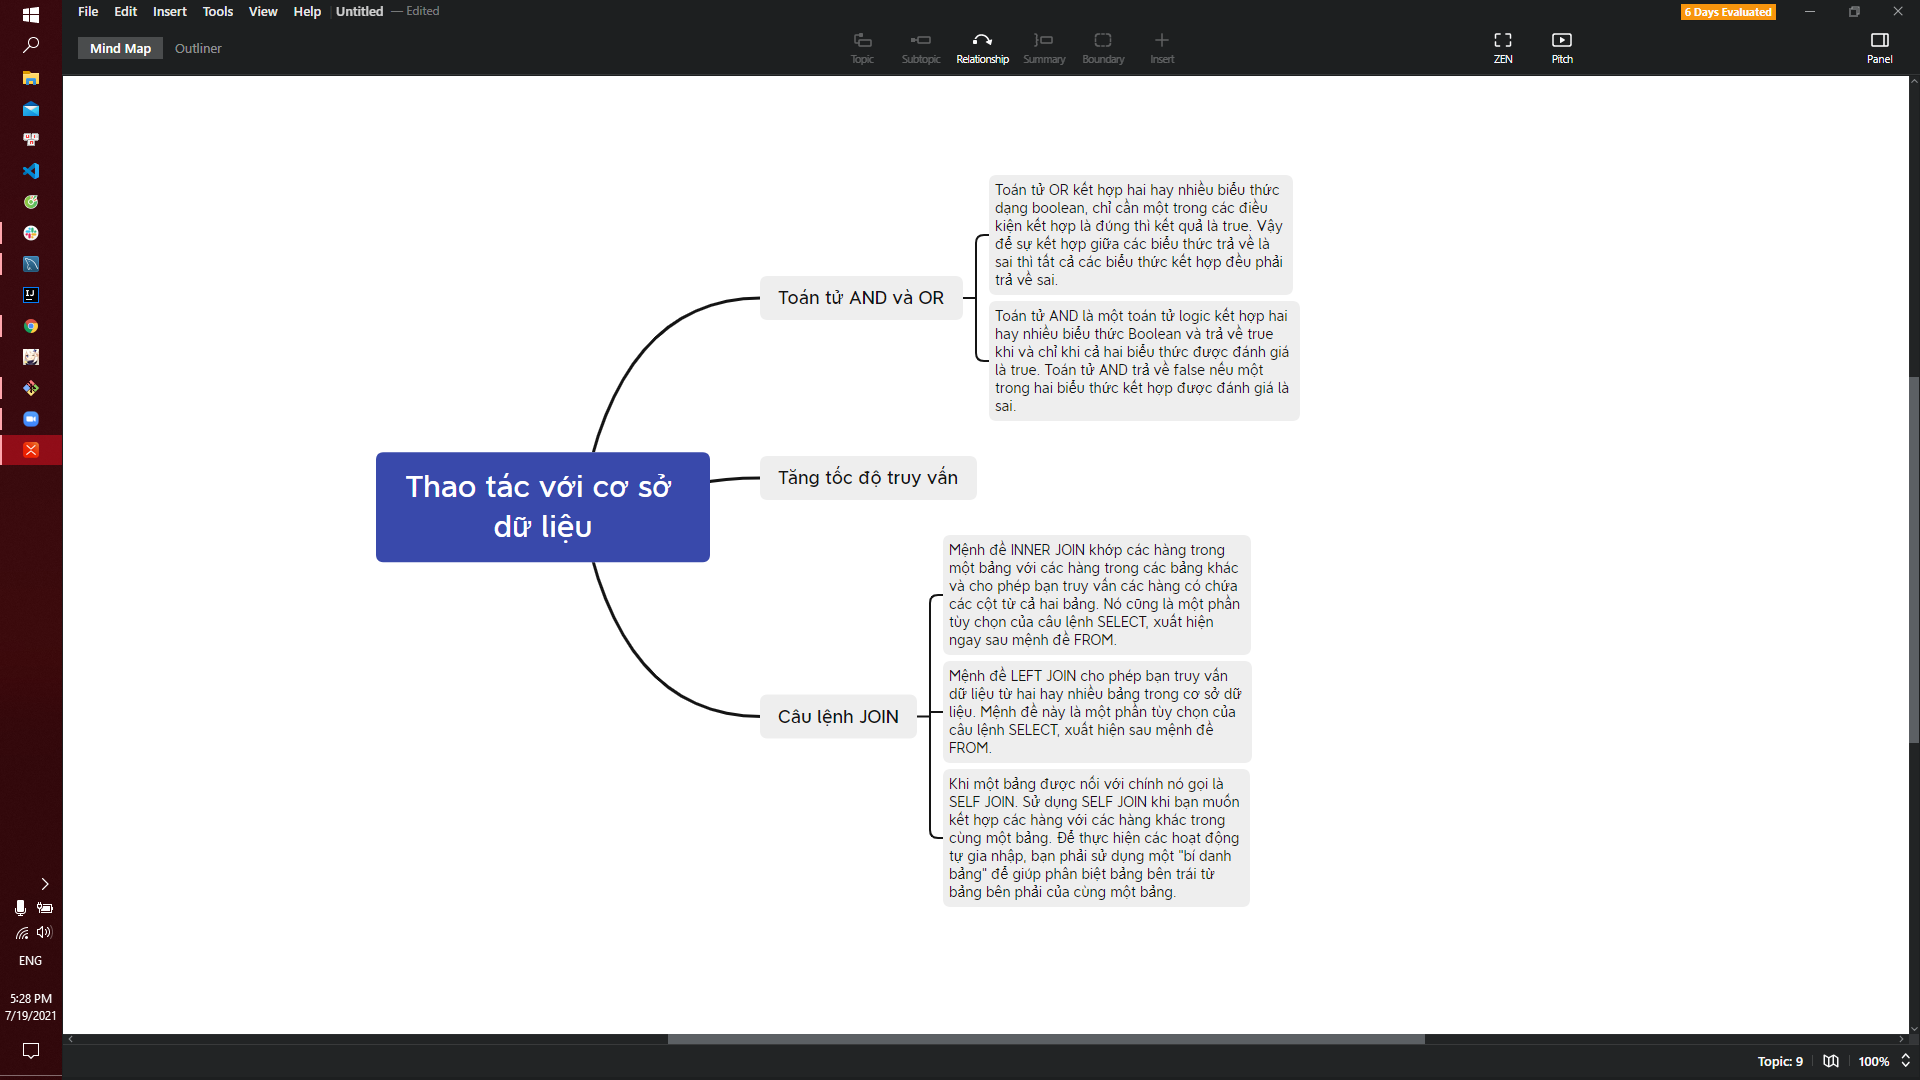 File Edit Insert Tools View Help Untitled — Edited
6 Days Evaluated
Mind Map Outliner
Topic Subtopic Relationship Summary Boundary Insert
ZEN Pitch Panel
Toán tử OR kết hợp hai hay nhiều biểu thức
dạng boolean, chỉ cần một trong các điều
kiện kết hợp là đúng thì kết quả là true. Vậy
để sự kết hợp giữa các biểu thức trả về là
sai thì tất cả các biểu thức kết hợp đều phải
trả về sai.
Toán tử AND và OR
Toán tử AND là một toán tử logic kết hợp hai
hay nhiều biểu thức Boolean và trả về true
khi và chỉ khi cả hai biểu thức được đánh giá
là true. Toán tử AND trả về false nếu một
trong hai biểu thức kết hợp được đánh giá là
sai.
Thao tác với cơ sở
dữ liệu
Tăng tốc độ truy vấn
Mệnh đề INNER JOIN khớp các hàng trong
một bảng với các hàng trong các bảng khác
và cho phép bạn truy vấn các hàng có chứa
các cột từ cả hai bảng. Nó cũng là một phần
tùy chọn của câu lệnh SELECT, xuất hiện
ngay sau mệnh đề FROM.
Câu lệnh JOIN
Mệnh đề LEFT JOIN cho phép bạn truy vấn
dữ liệu từ hai hay nhiều bảng trong cơ sở dữ
liệu. Mệnh đề này là một phần tùy chọn của
câu lệnh SELECT, xuất hiện sau mệnh đề
FROM.
Khi một bảng được nối với chính nó gọi là
SELF JOIN. Sử dụng SELF JOIN khi bạn muốn
kết hợp các hàng với các hàng khác trong
cùng một bảng. Để thực hiện các hoạt động
tự gia nhập, bạn phải sử dụng một "bí danh
bảng" để giúp phân biệt bảng bên trái từ
bảng bên phải của cùng một bảng.
ENG
5:28 PM
7/19/2021
Topic: 9 100%